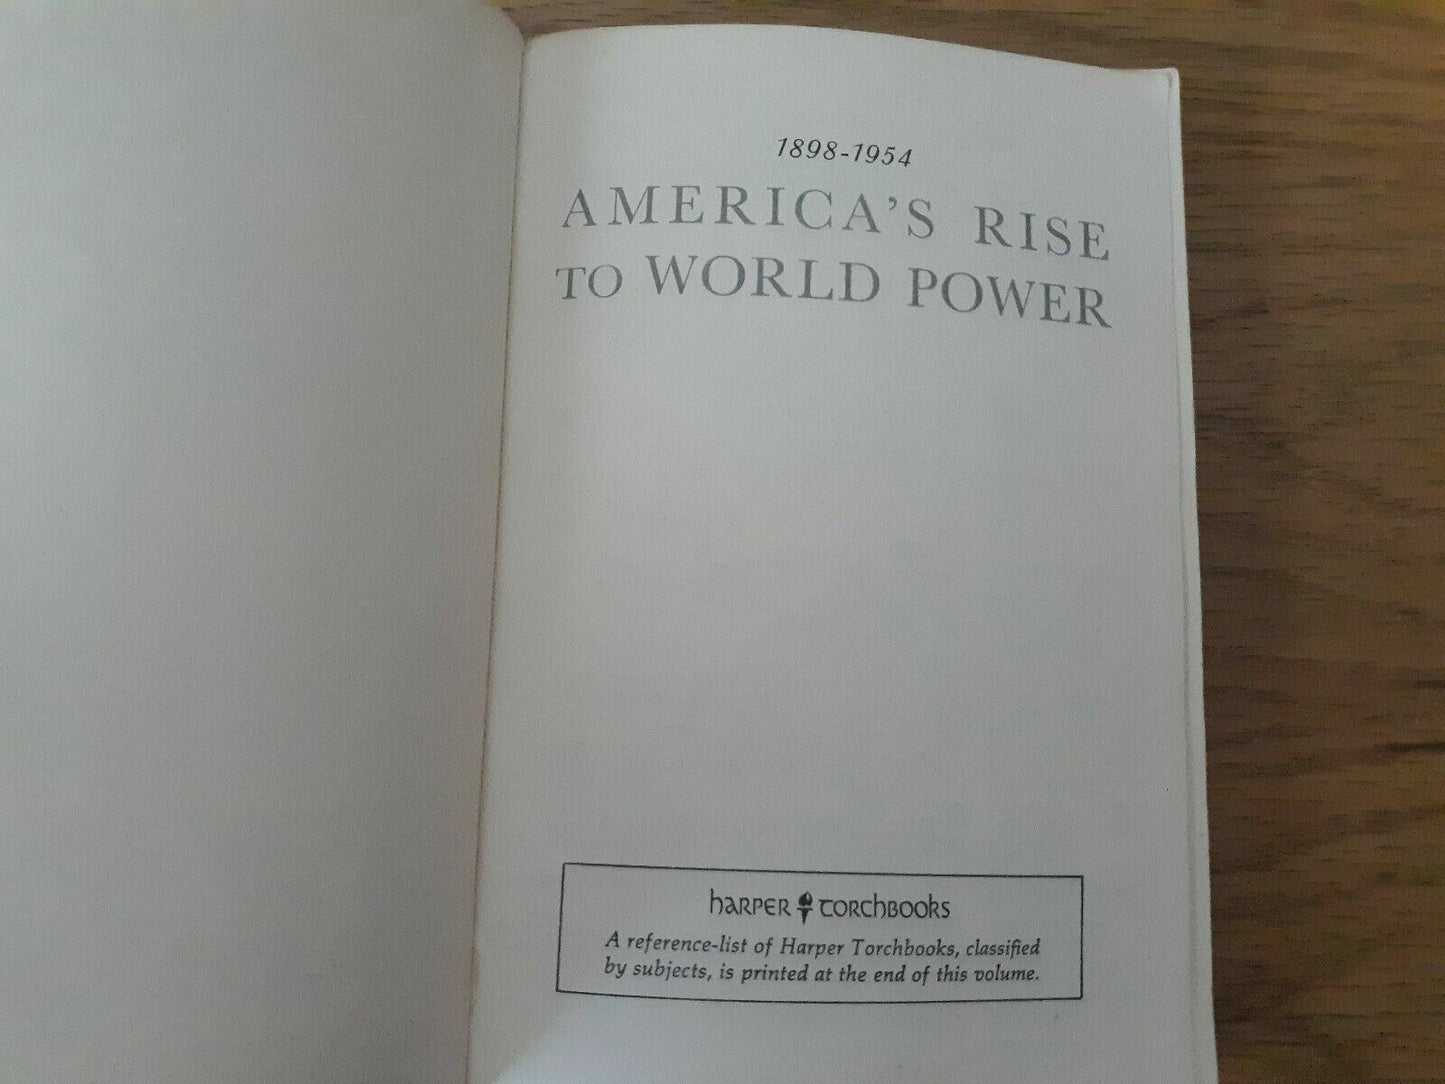 1898-1954
AMERICA'S RISE
TO WORLD POWER
hARPER TORChBOOKS
A reference-list of Harper Torchbooks, classified
by subjects, is printed at the end of this volume.